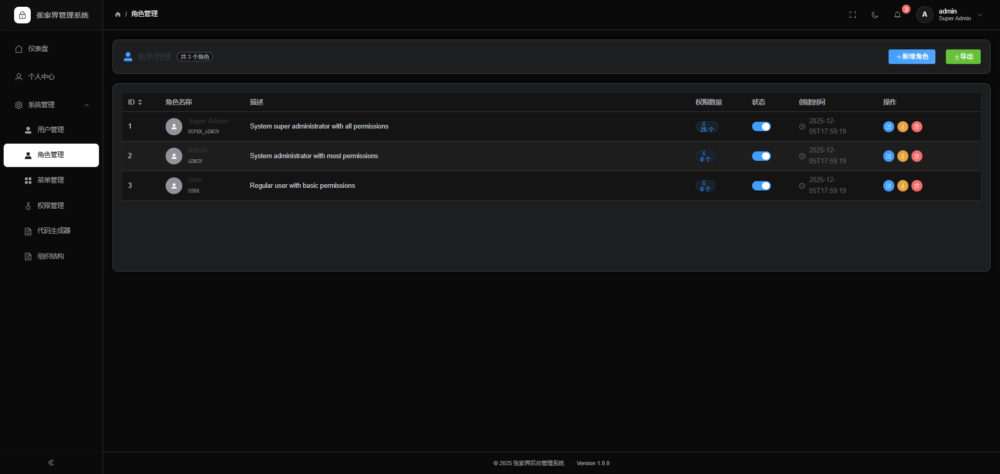 张家界管理系统
/ 角色管理
3
A
admin
Super Admin
仪表盘
个人中心
系统管理
用户管理
角色管理
菜单管理
权限管理
代码生成器
组织结构
角色管理
共 3 个角色
新增角色
导出
ID 角色名称 描述 权限数量 状态 创建时间 操作
1 Super Admin
SUPER_ADMIN
System super administrator with all permissions
25 个
2025-12-
05T17:59:19
2 Admin
ADMIN
System administrator with most permissions
0 个
2025-12-
05T17:59:19
3 User
USER
Regular user with basic permissions
0 个
2025-12-
05T17:59:19
© 2025 张家界后台管理系统 | Version 1.0.0